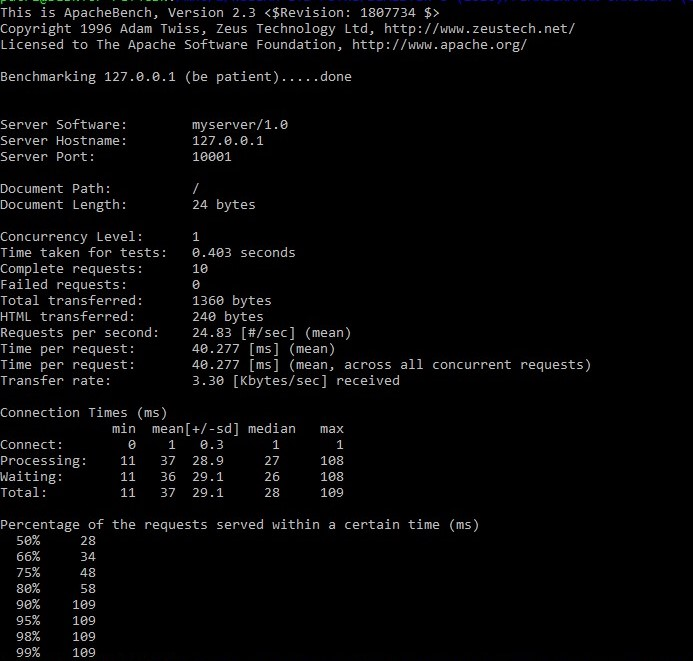 This is ApacheBench, Version 2.3 <$Revision: 1807734 $>
Copyright 1996 Adam Twiss, Zeus Technology Ltd, http://www.zeustech.net/
Licensed to The Apache Software Foundation, http://www.apache.org/
Benchmarking 127.0.0.1 (be patient).....done
Server Software:        myserver/1.0
Server Hostname:        127.0.0.1
Server Port:            10001
Document Path:          /
Document Length:        24 bytes
Concurrency Level:      1
Time taken for tests:   0.403 seconds
Complete requests:      10
Failed requests:        0
Total transferred:      1360 bytes
HTML transferred:       240 bytes
Requests per second:    24.83 [#/sec] (mean)
Time per request:       40.277 [ms] (mean)
Time per request:       40.277 [ms] (mean, across all concurrent requests)
Transfer rate:          3.30 [Kbytes/sec] received
Connection Times (ms)
              min  mean[+/-sd] median   max
Connect:        0    1   0.3      1       1
Processing:    11   37  28.9     27     108
Waiting:       11   36  29.1     26     108
Total:         11   37  29.1     28     109
Percentage of the requests served within a certain time (ms)
  50%     28
  66%     34
  75%     48
  80%     58
  90%    109
  95%    109
  98%    109
  99%    109